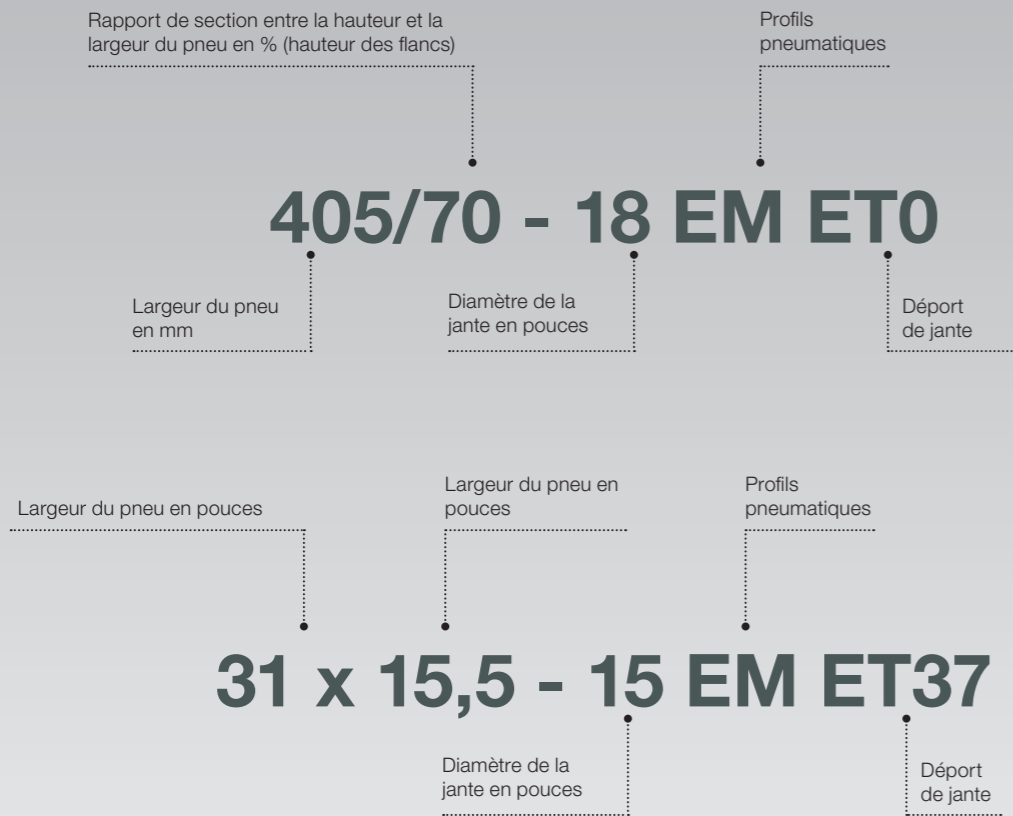 Rapport de section entre la hauteur et la
largeur du pneu en % (hauteur des flancs)
Profils
pneumatiques
405/70 - 18 EM ET0
Largeur du pneu
en mm
Diamètre de la
jante en pouces
Déport
de jante
Largeur du pneu en pouces
Largeur du pneu en
pouces
Profils
pneumatiques
31 x 15,5 - 15 EM ET37
Diamètre de la
jante en pouces
Déport
de jante